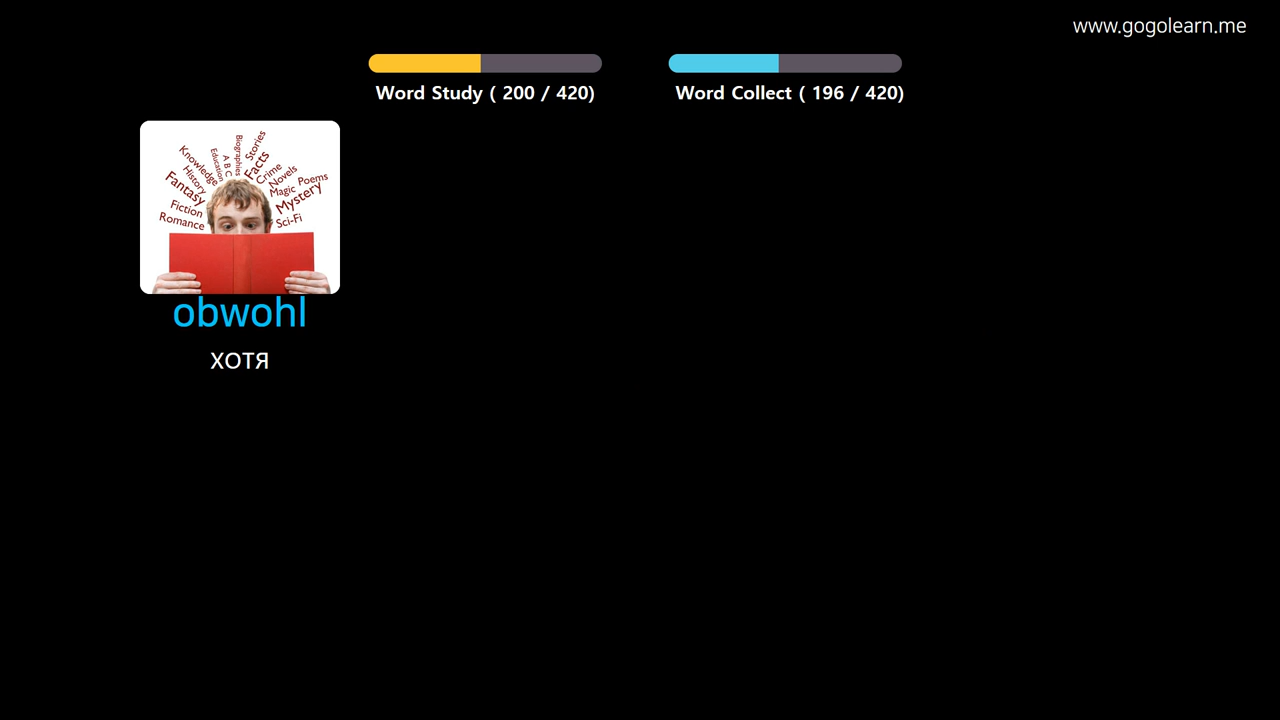 www.gogolearn.me
Word Study ( 200 / 420)
Word Collect ( 196 / 420)
Biographies
Stories
A B C
Education
Facts
Knowledge
Crime
History
Novels
Magic
Poems
Fantasy
Mystery
Fiction
Romance
Sci-Fi
obwohl
хотя